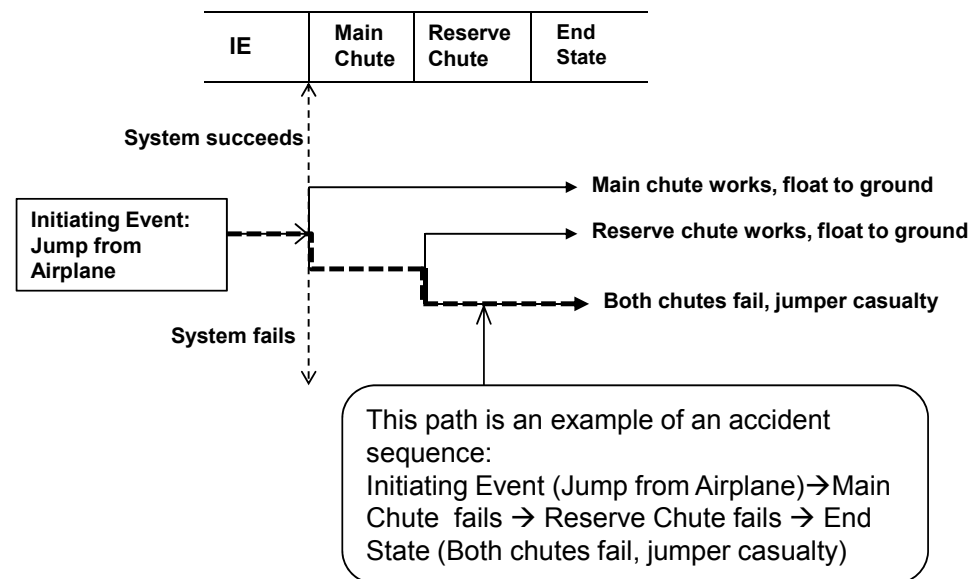 IE
Main
Chute
Reserve
Chute
End
State
System succeeds
Main chute works, float to ground
Initiating Event:
Jump from
Airplane
Reserve chute works, float to ground
Both chutes fail, jumper casualty
System fails
This path is an example of an accident
sequence:
Initiating Event (Jump from Airplane)→Main
Chute fails → Reserve Chute fails → End
State (Both chutes fail, jumper casualty)